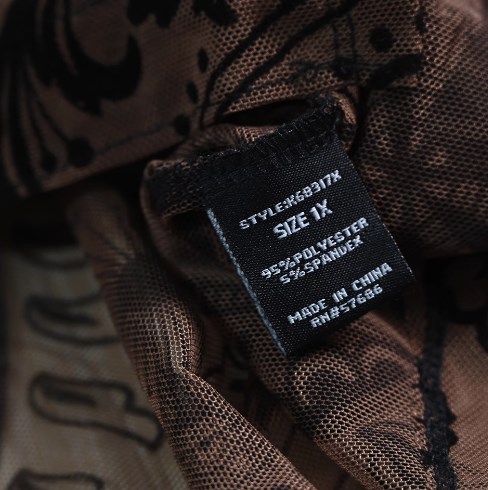 STYLE:K68317X
SIZE 1X
95%POLYESTER
5%SPANDEX
MADE IN CHINA
RN#57686